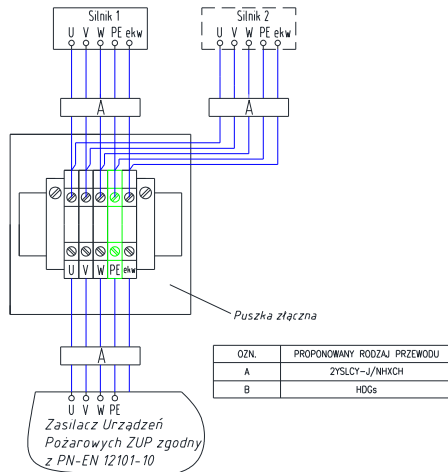 Silnik 1
U V W PE ekw
A
Silnik 2
U V W PE ekw
A
U V W PE ekw
Puszka złączna
A
U V W PE
Zasilacz Urządzeń
Pożarowych ZUP zgodny
z PN-EN 12101-10
OZN. PROPONOWANY RODZAJ PRZEWODU
A 2YSLCY-J/NHXCH
B HDGs